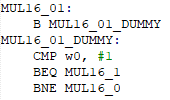 MUL16_01:
    B MUL16_01_DUMMY
MUL16_01_DUMMY:
    CMP w0, #1
    BEQ MUL16_1
    BNE MUL16_0